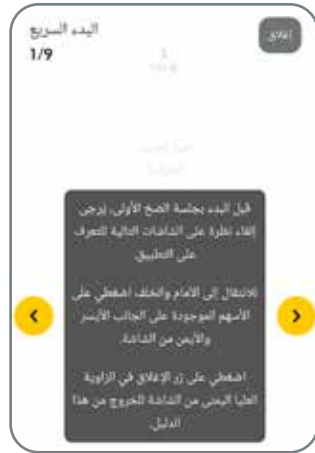 إغلاق
البدء السريع
1/9
قبل البدء بجلسة الضخ الأولى، يُرجى
إلقاء نظرة على الشاشات التالية للتعرف
على التطبيق.
للانتقال إلى الأمام والخلف اضغطي على
الأسهم الموجودة على الجانب الأيسر
والأيمن من الشاشة.
اضغطي على زر الإغلاق في الزاوية
العليا اليمنى من الشاشة للخروج من هذا
الدليل.